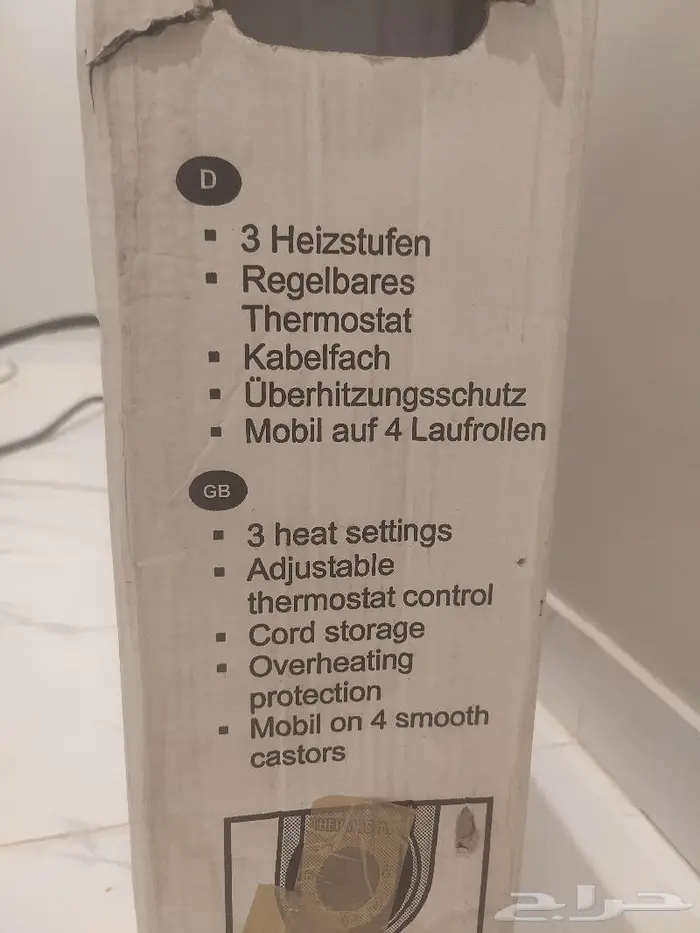 D
▪ 3 Heizstufen
▪ Regelbares
Thermostat
▪ Kabelfach
▪ Überhitzungsschutz
▪ Mobil auf 4 Laufrollen
GB
▪ 3 heat settings
▪ Adjustable
thermostat control
▪ Cord storage
▪ Overheating
protection
▪ Mobil on 4 smooth
castors
حراج